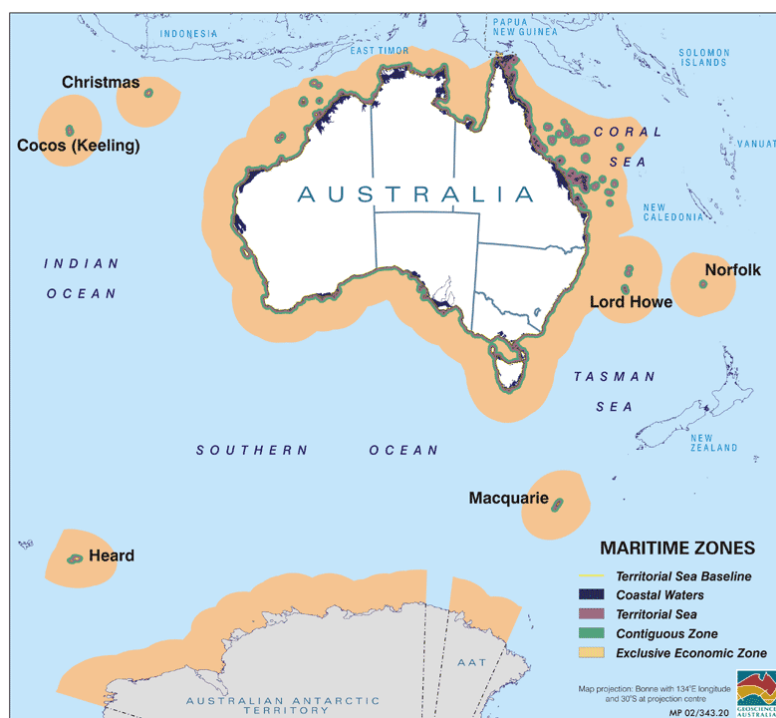 INDONESIA
PAPUA
NEW GUINEA
EAST TIMOR
SOLOMON
ISLANDS
Christmas
Cocos (Keeling)
CORAL
SEA
VANUAT
AUSTRALIA
NEW
CALEDONIA
INDIAN
OCEAN
Norfolk
Lord Howe
TASMAN
SEA
SOUTHERN OCEAN
NEW
ZEALAND
Macquarie
Heard
MARITIME ZONES
Territorial Sea Baseline
Coastal Waters
Territorial Sea
Contiguous Zone
Exclusive Economic Zone
AAT
AUSTRALIAN ANTARCTIC
TERRITORY
Map projection: Bonne with 134°E longitude
and 30°S at projection centre
MP 02/343.20
GEOSCIENCE
AUSTRALIA